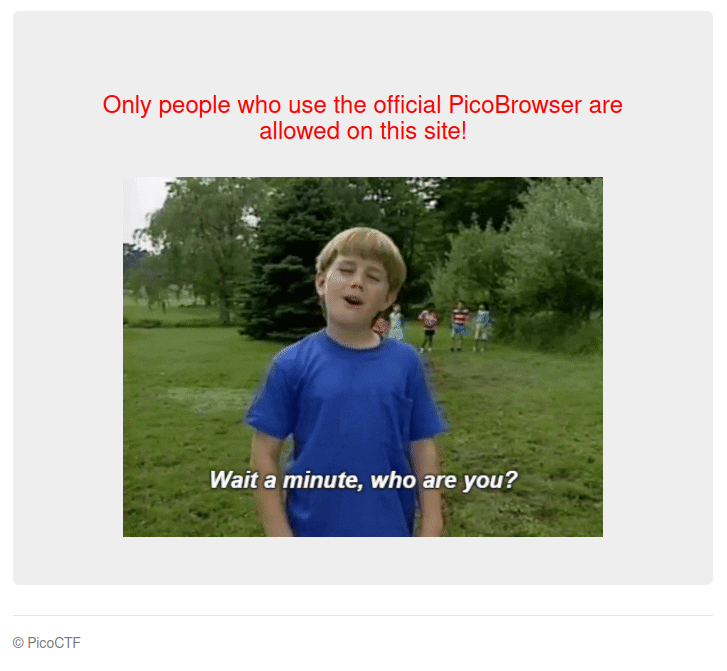 Only people who use the official PicoBrowser are
allowed on this site!
Wait a minute, who are you?
© PicoCTF